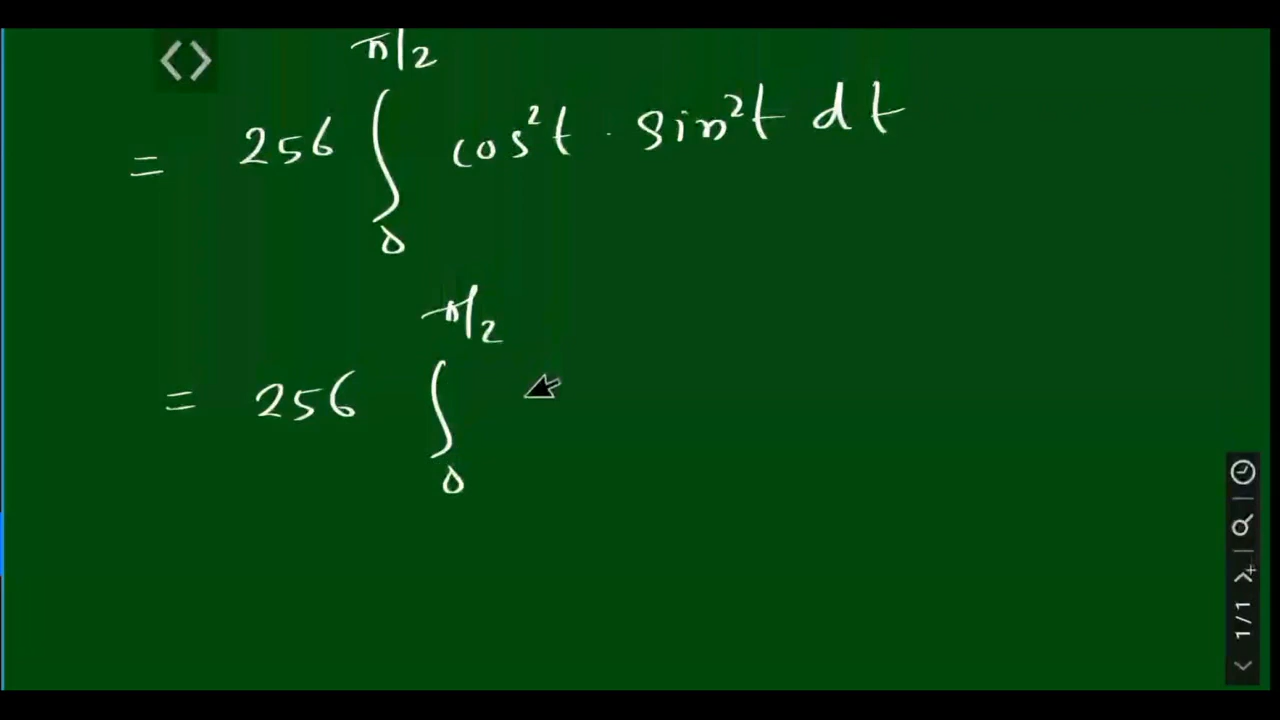 π/2
= 256 ∫ cos²t · sin²t dt
0
π/2
= 256 ∫
0
1/1